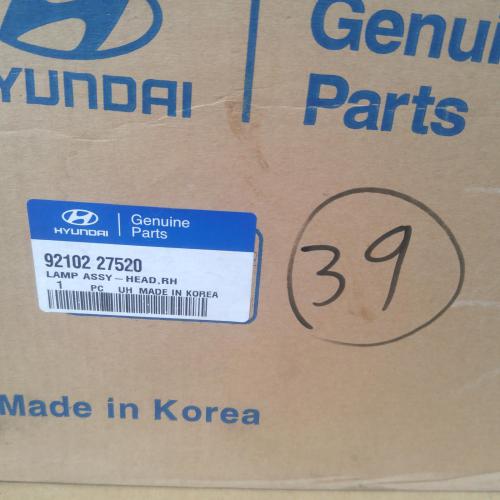 HYUNDAI
Genuine
Parts
HYUNDAI
Genuine
Parts
92102 27520
LAMP ASSY-HEAD,RH
1 PC UH MADE IN KOREA
39
Made in Korea